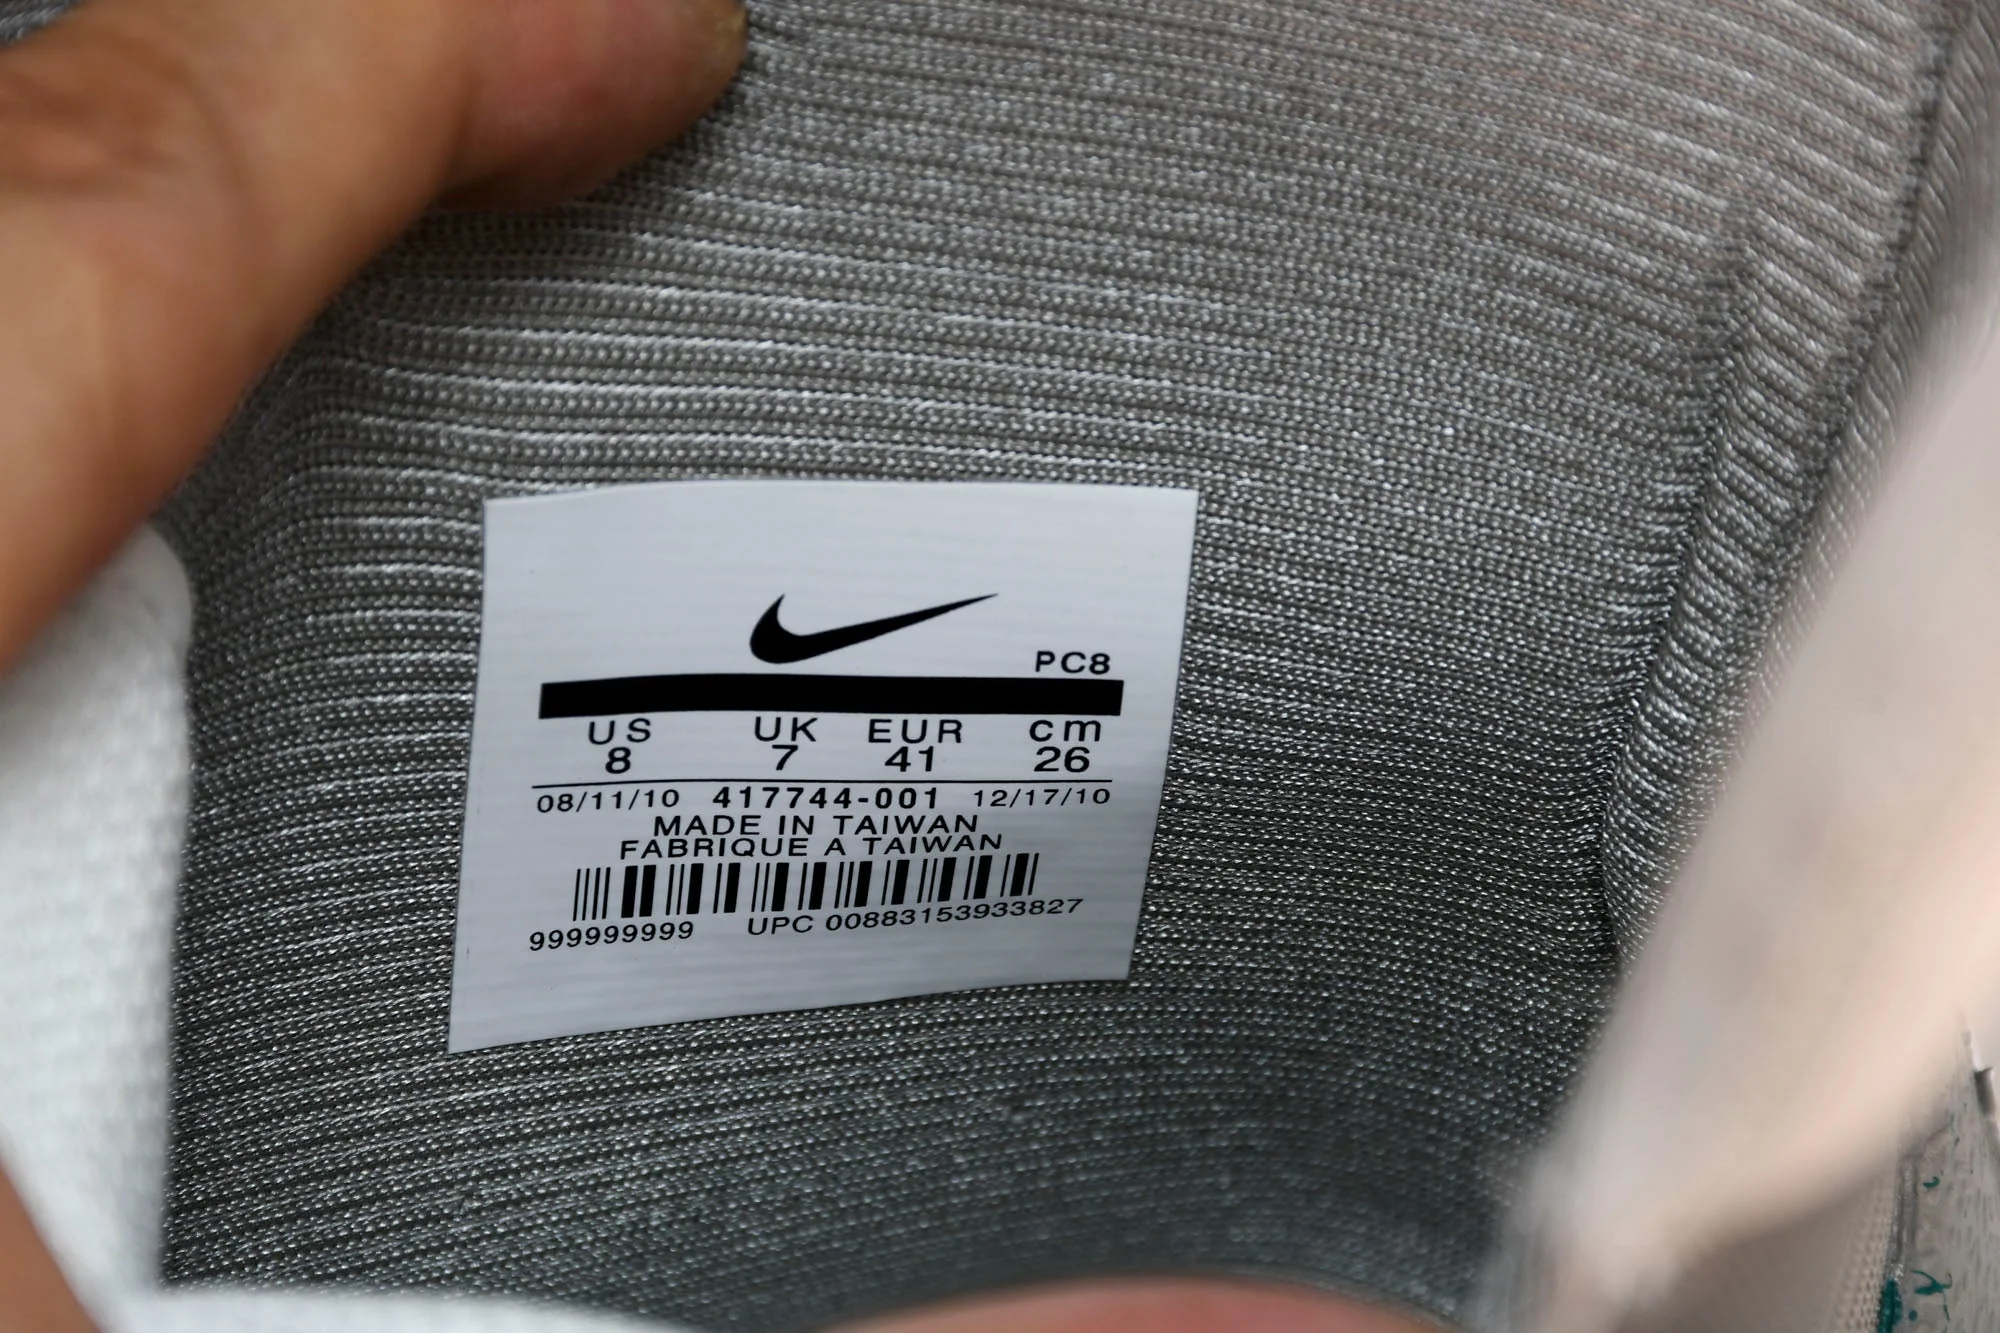 PC8
US UK EUR cm
8 7 41 26
08/11/10 417744-001 12/17/10
MADE IN TAIWAN
FABRIQUE A TAIWAN
999999999 UPC 00883153933827